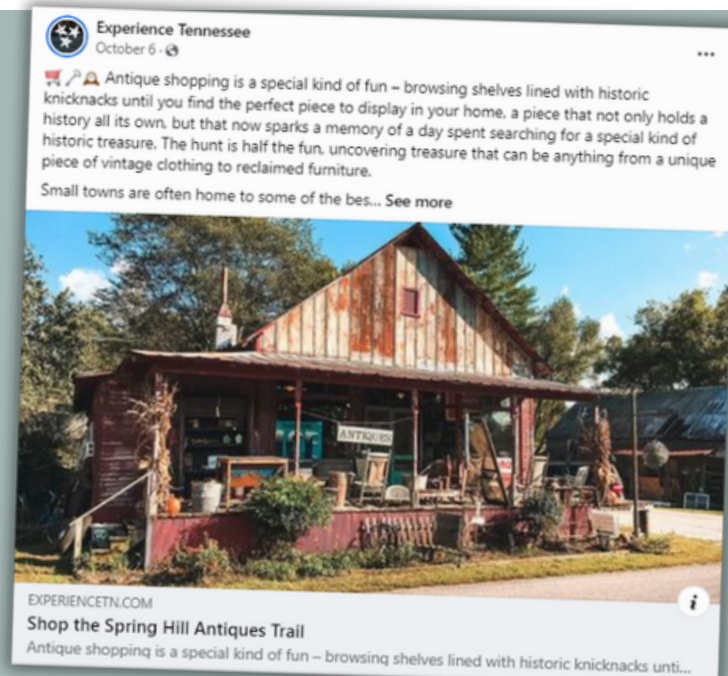 Experience Tennessee
October 6 ·
Antique shopping is a special kind of fun – browsing shelves lined with historic
knicknacks until you find the perfect piece to display in your home, a piece that not only holds a
history all its own, but that now sparks a memory of a day spent searching for a special kind of
historic treasure. The hunt is half the fun, uncovering treasure that can be anything from a unique
piece of vintage clothing to reclaimed furniture.
Small towns are often home to some of the bes... See more
ANTIQUES
EXPERIENCETN.COM
Shop the Spring Hill Antiques Trail
Antique shopping is a special kind of fun – browsing shelves lined with historic knicknacks unti...